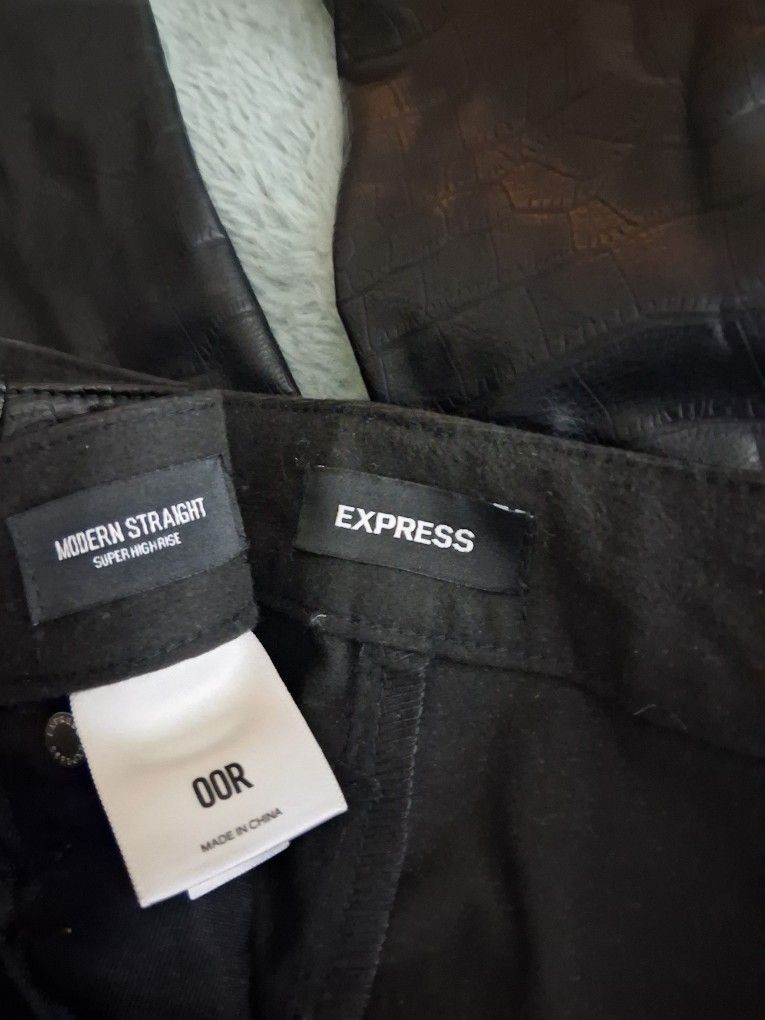 MODERN STRAIGHT
SUPER HIGH RISE
EXPRESS
00R
MADE IN CHINA